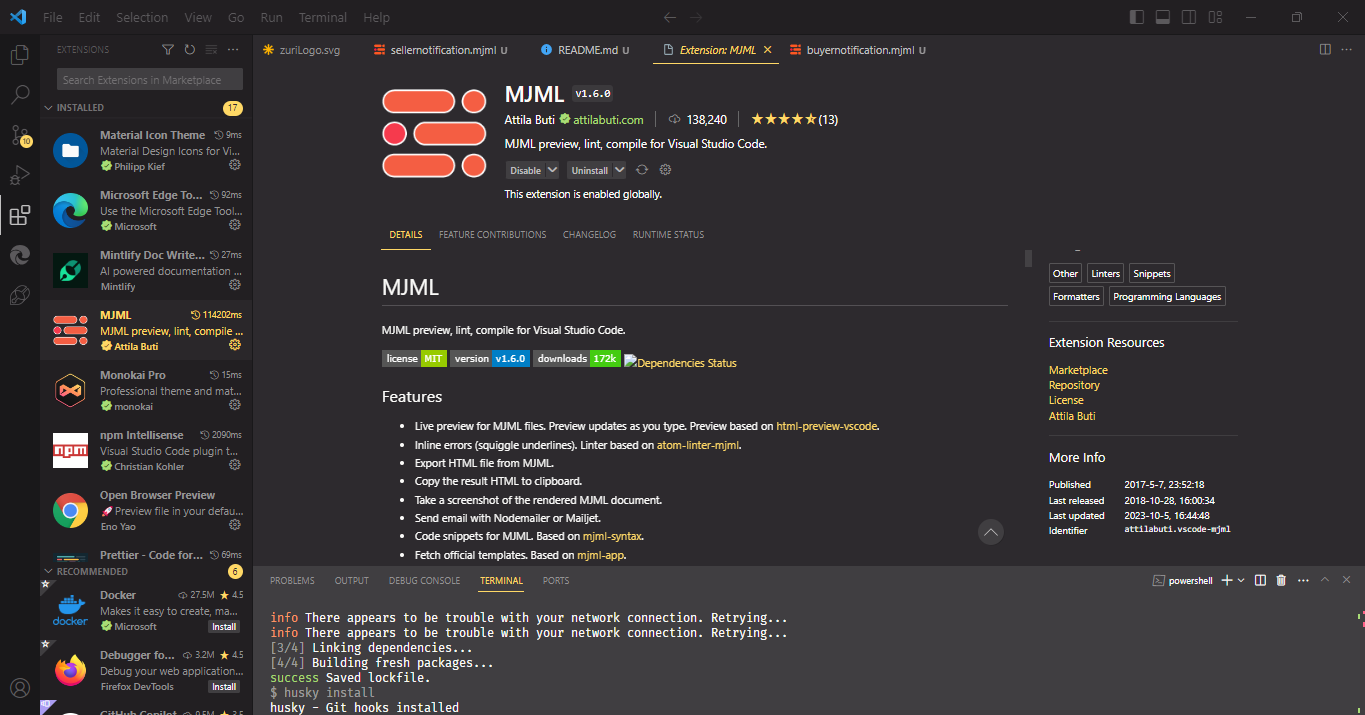 File Edit Selection View Go Run Terminal Help
EXTENSIONS
zuriLogo.svg sellernotification.mjml U README.md U Extension: MJML buyernotification.mjml U
Search Extensions in Marketplace
INSTALLED 17
10
Material Icon Theme 9ms
Material Design Icons for Vi...
Philipp Kief
Microsoft Edge To... 92ms
Use the Microsoft Edge Tool...
Microsoft
Mintlify Doc Write... 27ms
AI powered documentation ...
Mintlify
MJML 114202ms
MJML preview, lint, compile ...
Attila Buti
Monokai Pro 15ms
Professional theme and mat...
monokai
npm Intellisense 2090ms
npm
Visual Studio Code plugin t...
Christian Kohler
Open Browser Preview
🚀 Preview file in your defau...
Eno Yao
Prettier - Code for... 69ms
RECOMMENDED 6
Docker 27.5M ★ 4.5
docker
Makes it easy to create, ma...
Microsoft Install
Debugger fo... 3.2M ★ 4.5
Debug your web application...
Firefox DevTools Install
GitHub Copilot 9.5M ★ 3.5
MJML v1.6.0
Attila Buti attilabuti.com 138,240 ★★★★★(13)
MJML preview, lint, compile for Visual Studio Code.
Disable Uninstall
This extension is enabled globally.
DETAILS FEATURE CONTRIBUTIONS CHANGELOG RUNTIME STATUS
MJML
MJML preview, lint, compile for Visual Studio Code.
license MIT version v1.6.0 downloads 172k Dependencies Status
Features
• Live preview for MJML files. Preview updates as you type. Preview based on html-preview-vscode.
• Inline errors (squiggle underlines). Linter based on atom-linter-mjml.
• Export HTML file from MJML.
• Copy the result HTML to clipboard.
• Take a screenshot of the rendered MJML document.
• Send email with Nodemailer or Mailjet.
• Code snippets for MJML. Based on mjml-syntax.
• Fetch official templates. Based on mjml-app.
Other Linters Snippets
Formatters Programming Languages
Extension Resources
Marketplace
Repository
License
Attila Buti
More Info
Published 2017-5-7, 23:52:18
Last released 2018-10-28, 16:00:34
Last updated 2023-10-5, 16:44:48
Identifier attilabuti.vscode-mjml
PROBLEMS OUTPUT DEBUG CONSOLE TERMINAL PORTS powershell
info There appears to be trouble with your network connection. Retrying...
info There appears to be trouble with your network connection. Retrying...
[3/4] Linking dependencies...
[4/4] Building fresh packages...
success Saved lockfile.
$ husky install
husky - Git hooks installed